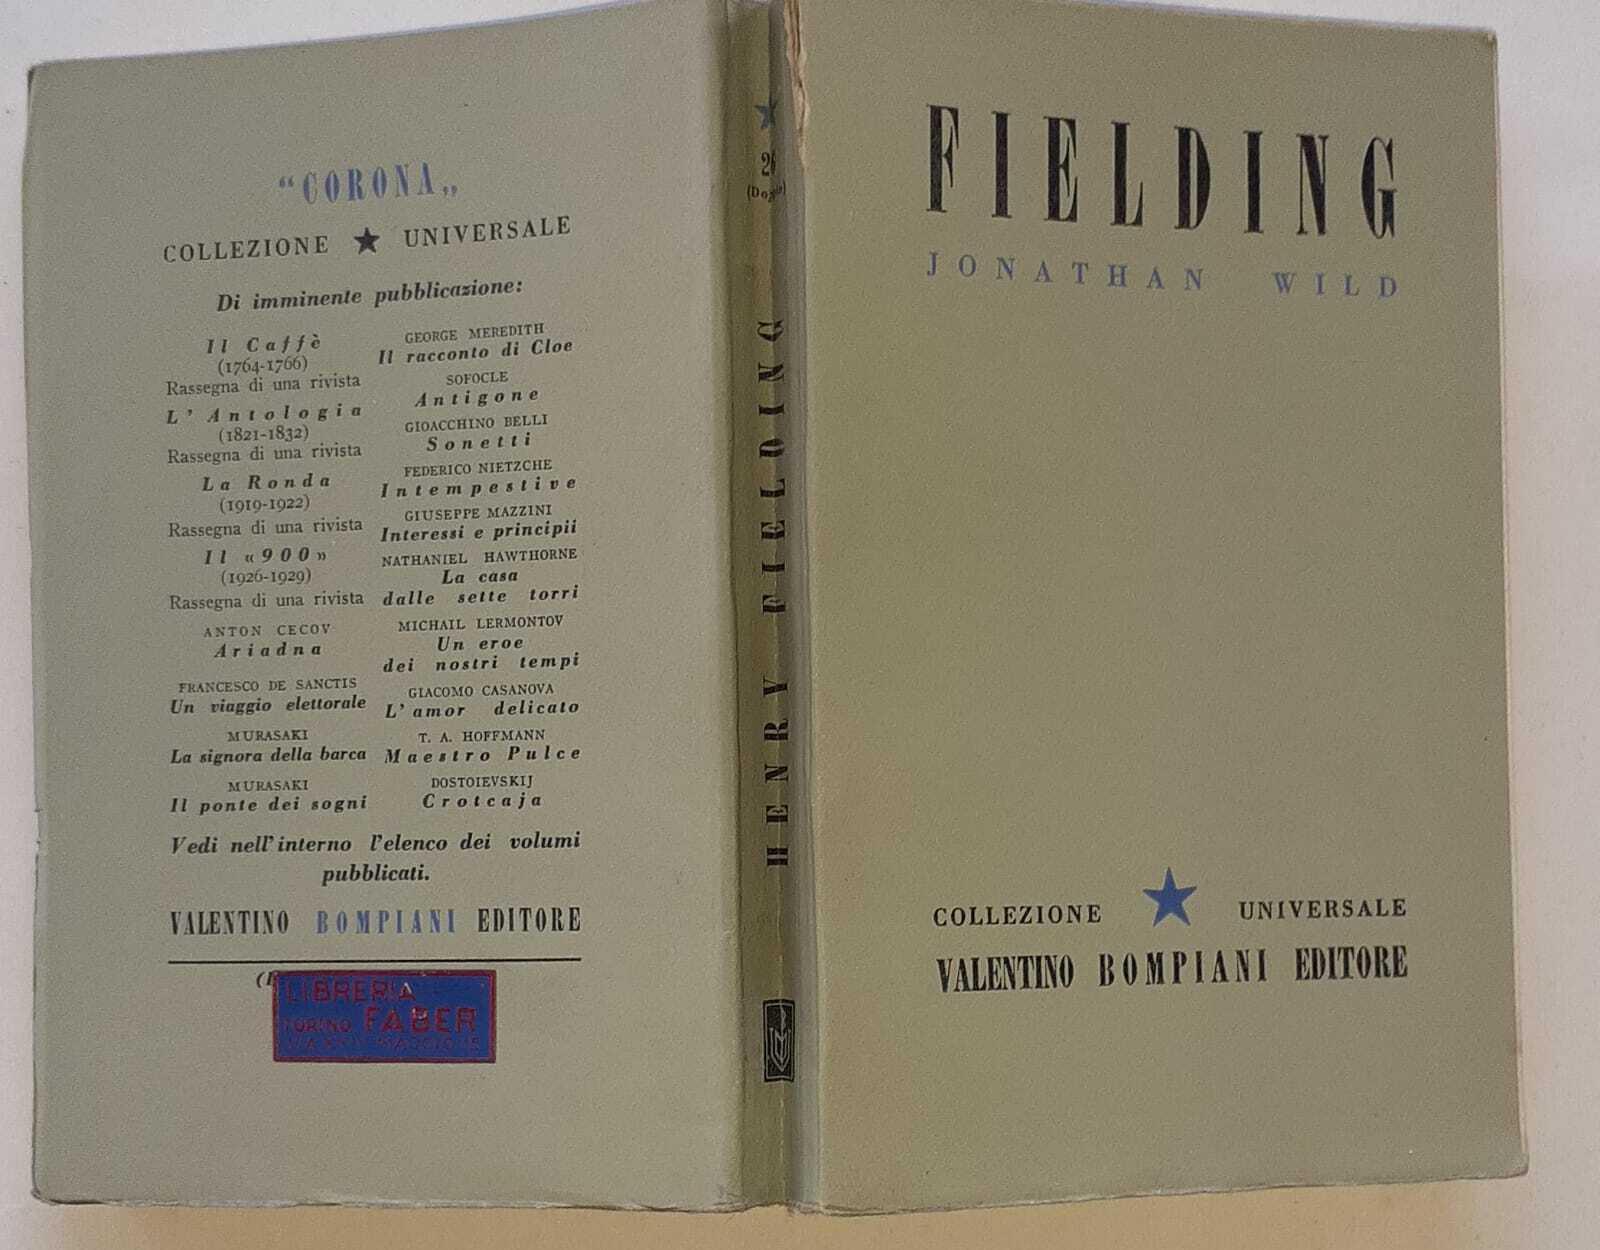 "CORONA„
COLLEZIONE ★ UNIVERSALE
Di imminente pubblicazione:
Il Caffè
(1764-1766)
Rassegna di una rivista
L'Antologia
(1821-1832)
Rassegna di una rivista
La Ronda
(1919-1922)
Rassegna di una rivista
Il «900»
(1926-1929)
Rassegna di una rivista
ANTON CECOV
Ariadna
FRANCESCO DE SANCTIS
Un viaggio elettorale
MURASAKI
La signora della barca
MURASAKI
Il ponte dei sogni
GEORGE MEREDITH
Il racconto di Cloe
SOFOCLE
Antigone
GIOACCHINO BELLI
Sonetti
FEDERICO NIETZCHE
Intempestive
GIUSEPPE MAZZINI
Interessi e principii
NATHANIEL HAWTHORNE
La casa
dalle sette torri
MICHAIL LERMONTOV
Un eroe
dei nostri tempi
GIACOMO CASANOVA
L'amor delicato
T. A. HOFFMANN
Maestro Pulce
DOSTOIEVSKIJ
Crotcaja
Vedi nell'interno l'elenco dei volumi
pubblicati.
VALENTINO BOMPIANI EDITORE
LIBRERIA
TORINO FABER
HENRY FIELDING
FIELDING
JONATHAN WILD
COLLEZIONE ★ UNIVERSALE
VALENTINO BOMPIANI EDITORE